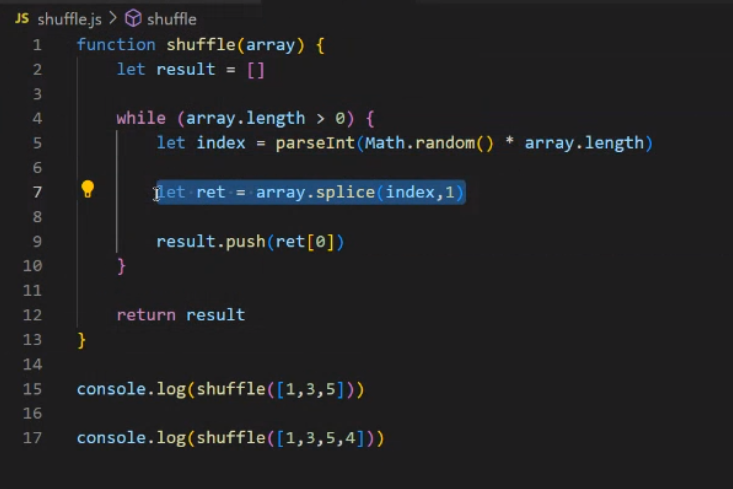 JS shuffle.js > shuffle
1 function shuffle(array) {
2 let result = []
3
4 while (array.length > 0) {
5 let index = parseInt(Math.random() * array.length)
6
7 let ret = array.splice(index,1)
8
9 result.push(ret[0])
10 }
11
12 return result
13 }
14
15 console.log(shuffle([1,3,5]))
16
17 console.log(shuffle([1,3,5,4]))